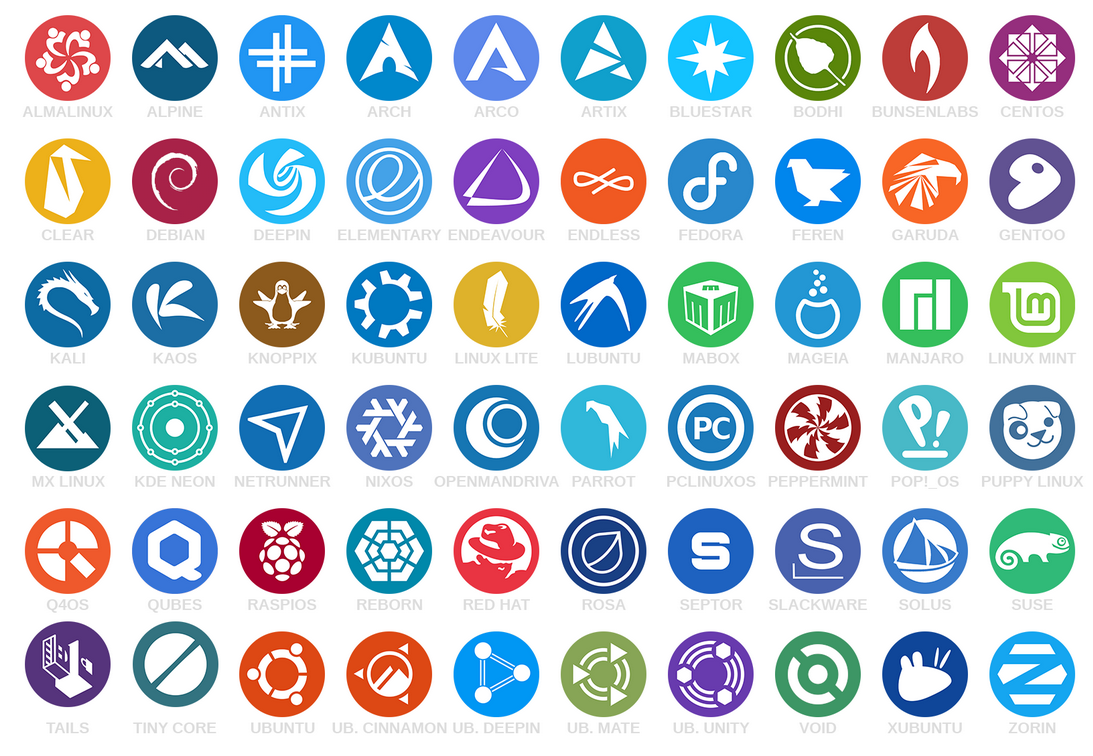 ALMALINUX ALPINE ANTIX ARCH ARCO ARTIX BLUESTAR BODHI BUNSENLABS CENTOS
CLEAR DEBIAN DEEPIN ELEMENTARY ENDEAVOUR ENDLESS FEDORA FEREN GARUDA GENTOO
KALI KAOS KNOPPIX KUBUNTU LINUX LITE LUBUNTU MABOX MAGEIA MANJARO LINUX MINT
P!
PC
MX LINUX KDE NEON NETRUNNER NIXOS OPENMANDRIVA PARROT PCLINUXOS PEPPERMINT POP!_OS PUPPY LINUX
S S
Q4OS QUBES RASPIOS REBORN RED HAT ROSA SEPTOR SLACKWARE SOLUS SUSE
TAILS TINY CORE UBUNTU UB. CINNAMON UB. DEEPIN UB. MATE UB. UNITY VOID XUBUNTU ZORIN